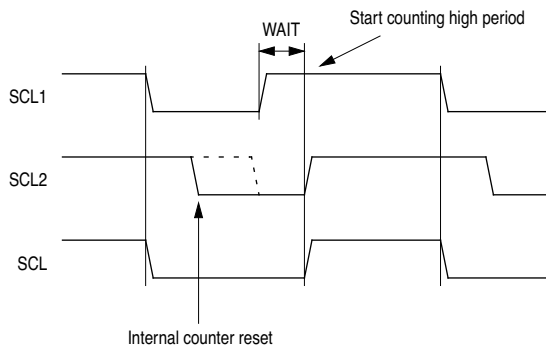 Start counting high period
WAIT
SCL1
SCL2
SCL
Internal counter reset